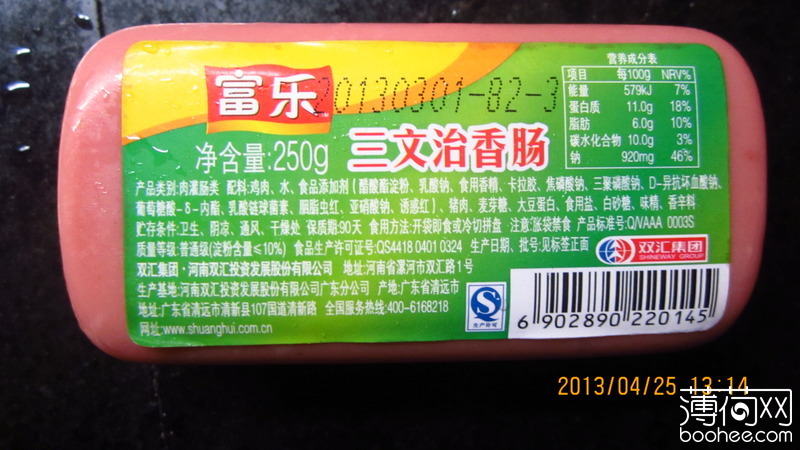 富乐
20130301-82-3
净含量:250g 三文治香肠
营养成分表
项目 每100g NRV%
能量 579kJ 7%
蛋白质 11.0g 18%
脂肪 6.0g 10%
碳水化合物 10.0g 3%
钠 920mg 46%
产品类别:肉灌肠类 配料:鸡肉、水、食品添加剂(醋酸酯淀粉、乳酸钠、食用香精、卡拉胶、焦磷酸钠、三聚磷酸钠、D-异抗坏血酸钠、
葡萄糖酸-δ-内酯、乳酸链球菌素、胭脂虫红、亚硝酸钠、诱惑红)、猪肉、麦芽糖、大豆蛋白、食用盐、白砂糖、味精、香辛料
贮存条件:卫生、阴凉、通风、干燥处 保质期:90天 食用方法:开袋即食或冷切拼盘 注意:涨袋禁食 产品标准号:Q/VAAA 0003S
质量等级:普通级(淀粉含量≤10%) 食品生产许可证号:QS4418 0401 0324 生产日期、批号:见标签正面
双汇集团
SHINEWAY GROUP
双汇集团·河南双汇投资发展股份有限公司 地址:河南省漯河市双汇路1号
生产基地:河南双汇投资发展股份有限公司广东分公司 产地:广东省清远市
地址:广东省清远市清新县107国道清新路 全国服务热线:400-6168218
网址:www.shuanghui.com.cn
QS
生产许可
6 902890 220145
2013/04/25 13:14
薄荷网
boohee.com